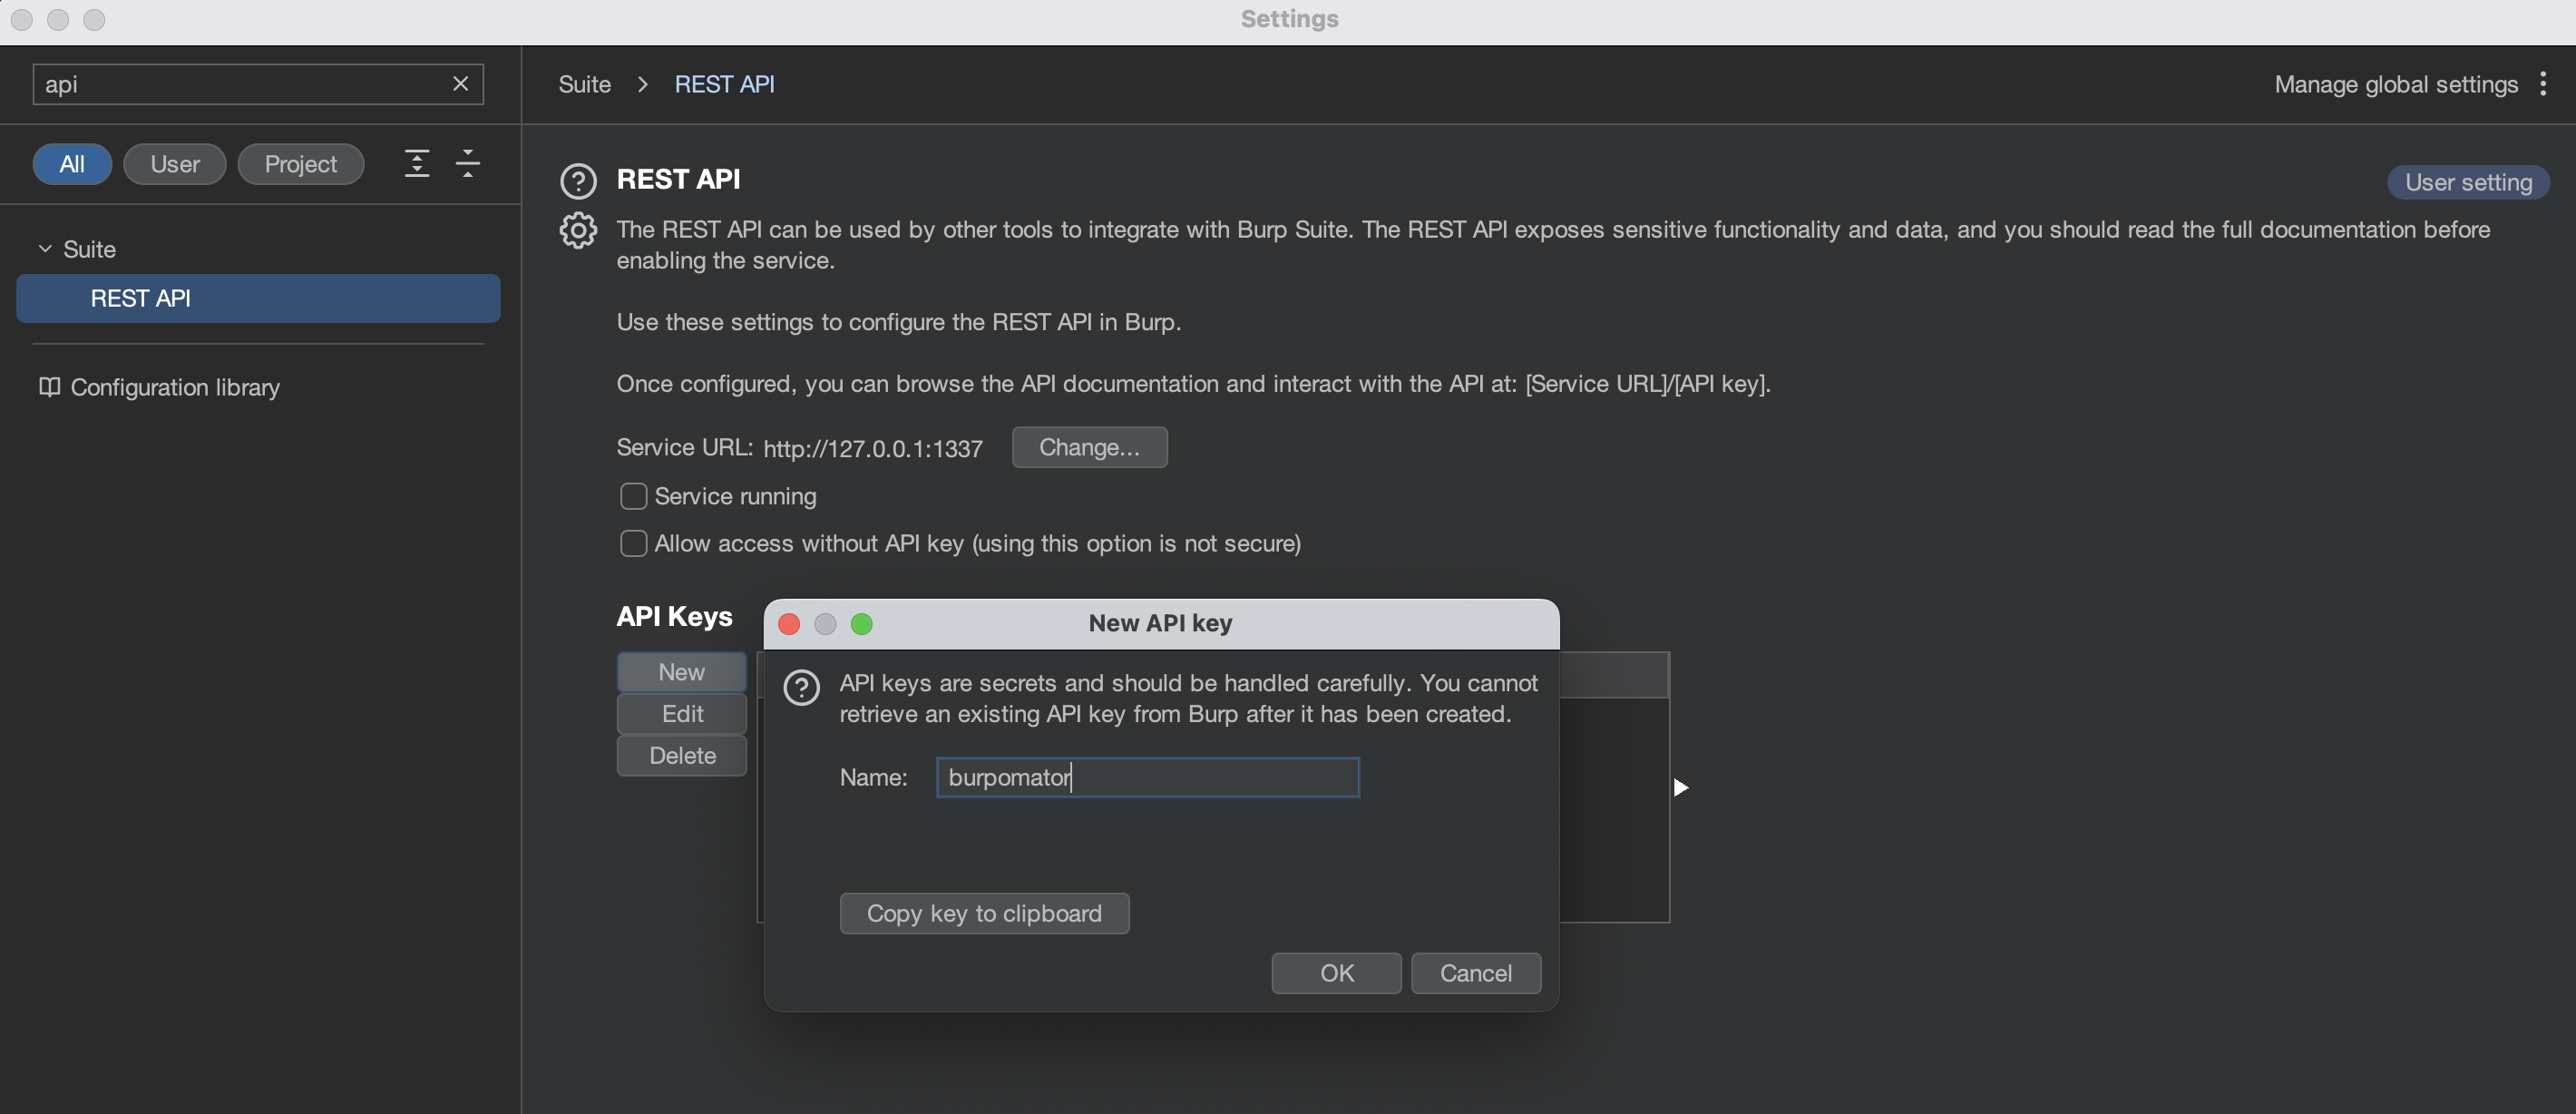 Settings
api
Suite > REST API
Manage global settings
All
User
Project
Suite
REST API
Configuration library
REST API
User setting
The REST API can be used by other tools to integrate with Burp Suite. The REST API exposes sensitive functionality and data, and you should read the full documentation before
enabling the service.
Use these settings to configure the REST API in Burp.
Once configured, you can browse the API documentation and interact with the API at: [Service URL]/[API key].
Service URL: http://127.0.0.1:1337
Change...
Service running
Allow access without API key (using this option is not secure)
API Keys
New
Edit
Delete
New API key
API keys are secrets and should be handled carefully. You cannot
retrieve an existing API key from Burp after it has been created.
Name: burpomator
Copy key to clipboard
OK
Cancel